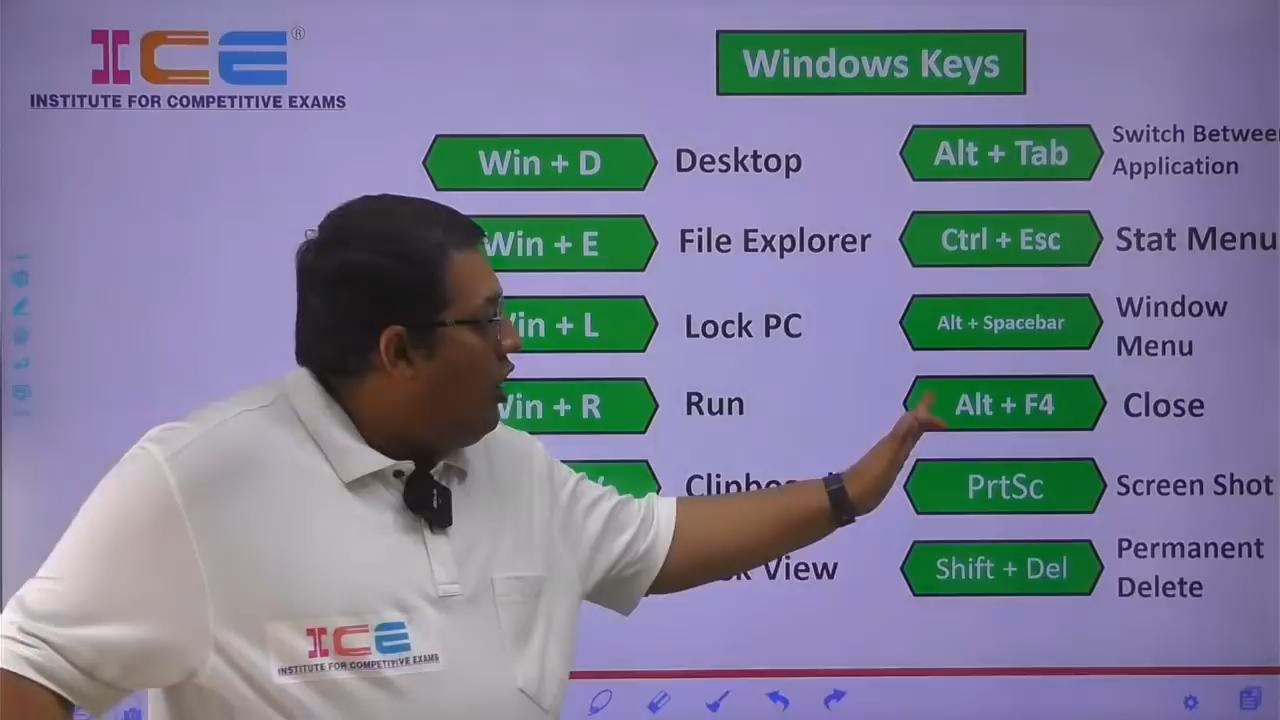 ICE®
INSTITUTE FOR COMPETITIVE EXAMS
Windows Keys
Win + D
Desktop
Win + E
File Explorer
in + L
Lock PC
in + R
Run
View
Alt + Tab
Switch Betwee
Application
Ctrl + Esc
Stat Menu
Alt + Spacebar
Window
Menu
Alt + F4
Close
PrtSc
Screen Shot
Shift + Del
Permanent
Delete
ICE
INSTITUTE FOR COMPETITIVE EXAMS